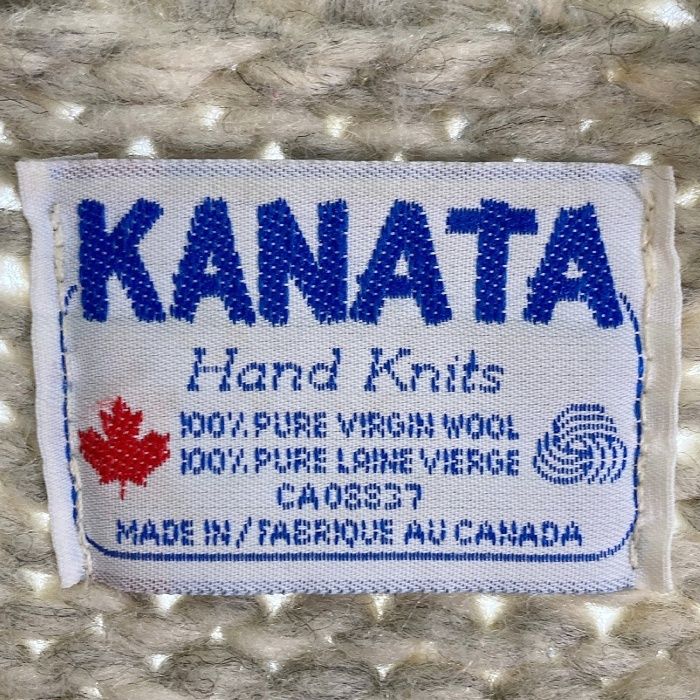 KANATA
Hand Knits
100% PURE VIRGIN WOOL
100% PURE LAINE VIERGE
CA08837
MADE IN / FABRIQUE AU CANADA